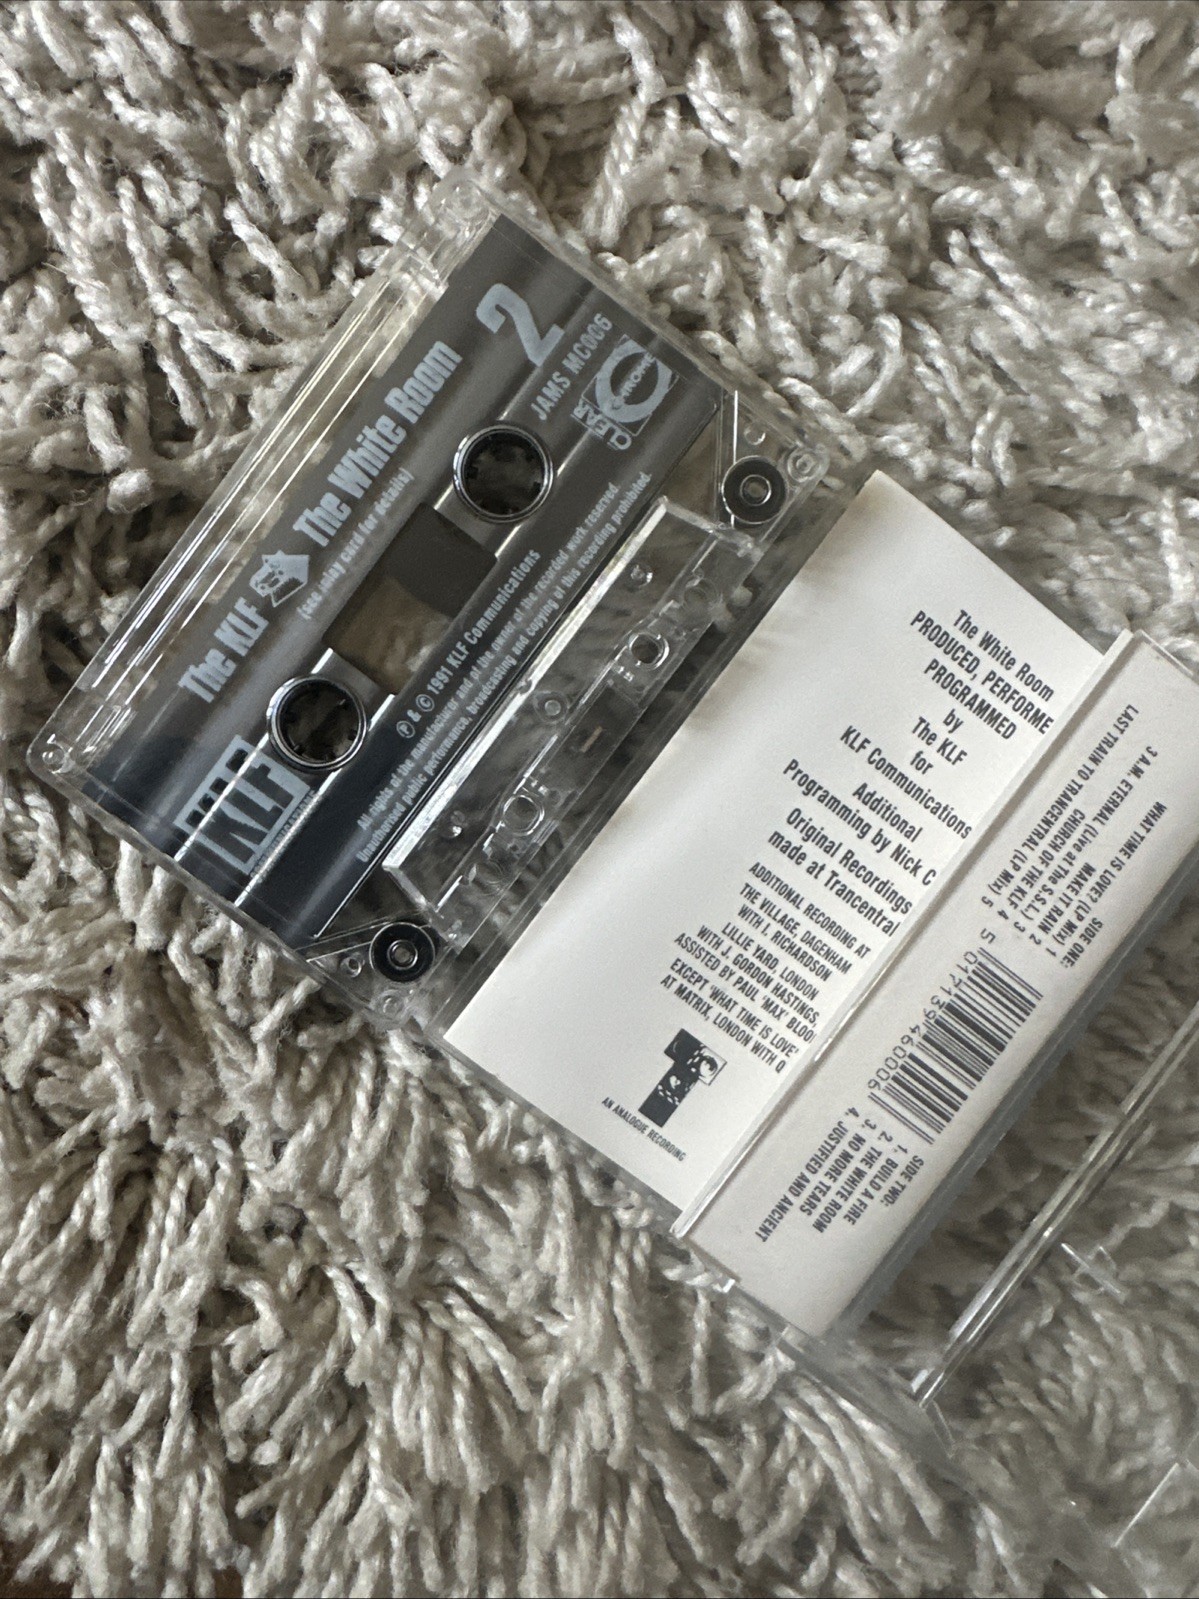 2
The KLF The White Room
(see inlay card for details)
JAMS MC006
CLEAR
CHROME
KLF
℗ & © 1991 KLF Communications
All rights of the manufacturer and of the owner of the recorded work reserved.
Unauthorised public performance, broadcasting and copying of this recording prohibited.
The White Room
PRODUCED, PERFORME
PROGRAMMED
by
The KLF
for
KLF Communications
Additional
Programming by Nick C
Original Recordings
made at Trancentral
ADDITIONAL RECORDING AT
THE VILLAGE, DAGENHAM
WITH I. RICHARDSON
LILLIE YARD, LONDON
WITH J. GORDON HASTINGS,
ASSISTED BY PAUL 'MAX' BLOO
EXCEPT 'WHAT TIME IS LOVE'
AT MATRIX, LONDON WITH Q
AN ANALOGUE RECORDING
SIDE ONE:
WHAT TIME IS LOVE? (LP Mix) 1
MAKE IT RAIN 2
3 A.M. ETERNAL (Live at the S.S.L.) 3
CHURCH OF THE KLF 4
LAST TRAIN TO TRANCENTRAL (LP Mix) 5
5 017139 460006
SIDE TWO:
1. BUILD A FIRE
2. THE WHITE ROOM
3. NO MORE TEARS
4. JUSTIFIED AND ANCIENT